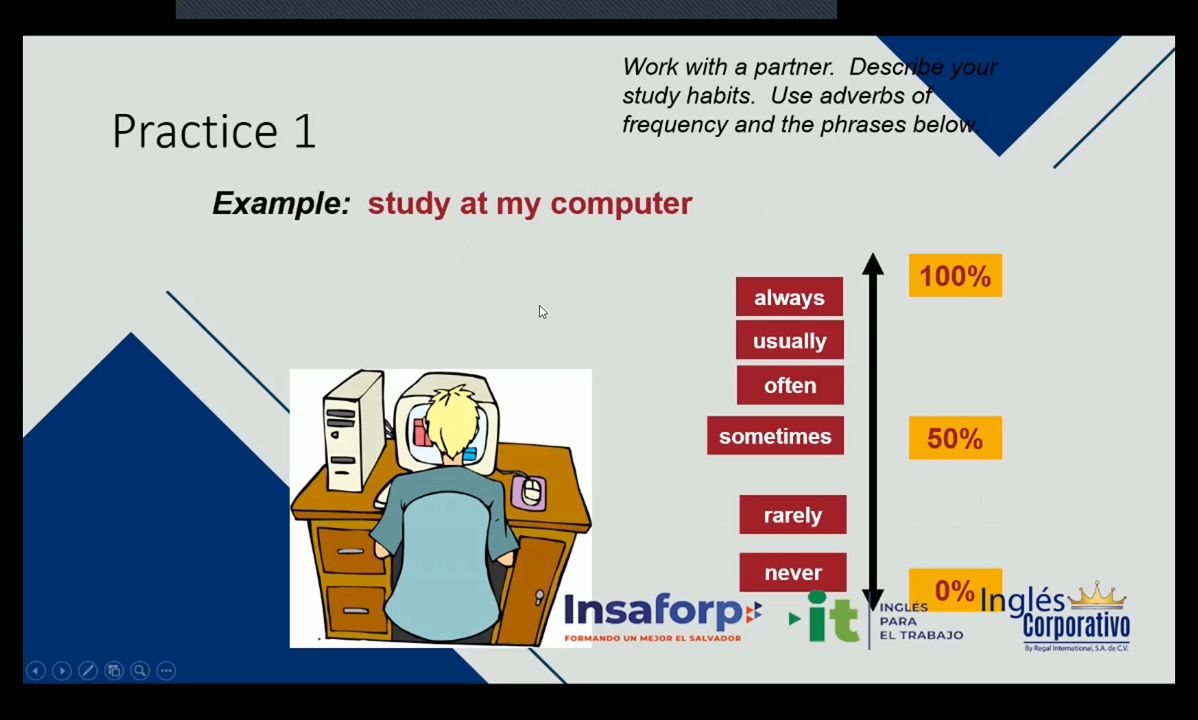 Work with a partner.  Describe your
study habits.  Use adverbs of
frequency and the phrases below.
Practice 1
Example:  study at my computer
100%
always
usually
often
sometimes
50%
rarely
never
0%
Insaforp
FORMANDO UN MEJOR EL SALVADOR
it
INGLÉS
PARA
EL TRABAJO
Inglés
Corporativo
By Regal International, S.A. de C.V.